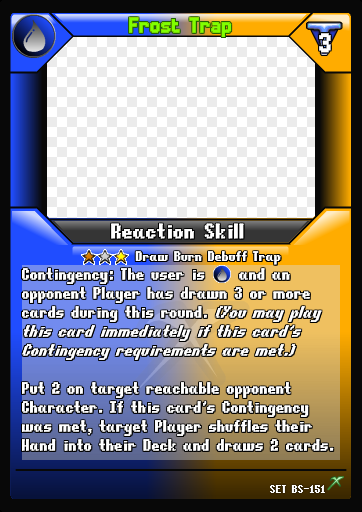 Frost Trap
3
Reaction Skill
Draw Burn Debuff Trap
Contingency: The user is and an
opponent Player has drawn 3 or more
cards during this round. (You may play
this card immediately if this card's
Contingency requirements are met.)
Put 2 on target reachable opponent
Character. If this card's Contingency
was met, target Player shuffles their
Hand into their Deck and draws 2 cards.
SET BS-151